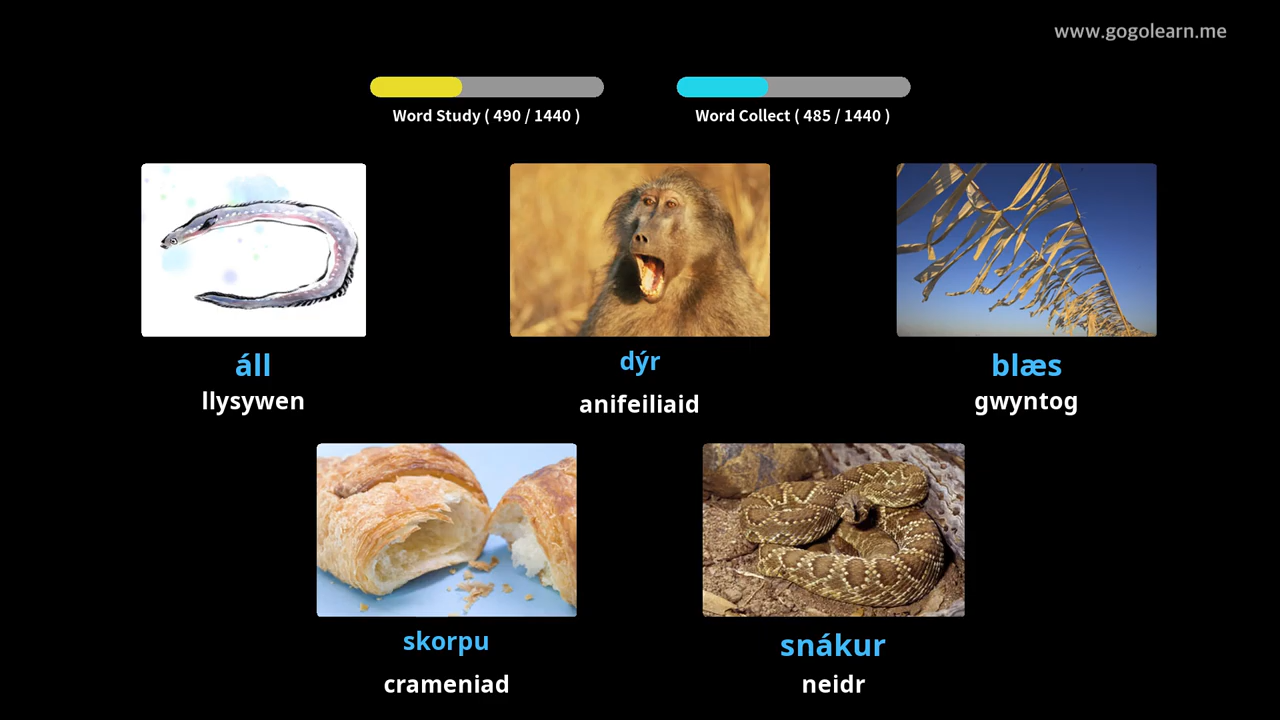 www.gogolearn.me
Word Study ( 490 / 1440 )
Word Collect ( 485 / 1440 )
áll
llysywen
dýr
anifeiliaid
blæs
gwyntog
skorpu
crameniad
snákur
neidr